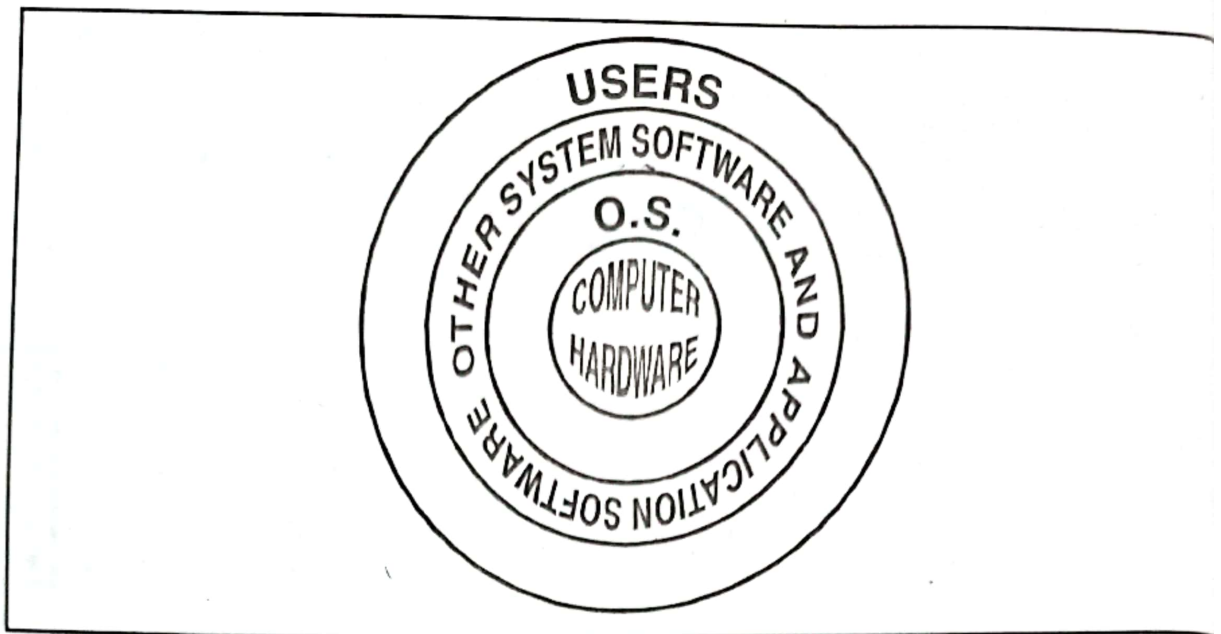 USERS
OTHER SYSTEM SOFTWARE AND APPLICATION SOFTWARE
O.S.
COMPUTER
HARDWARE